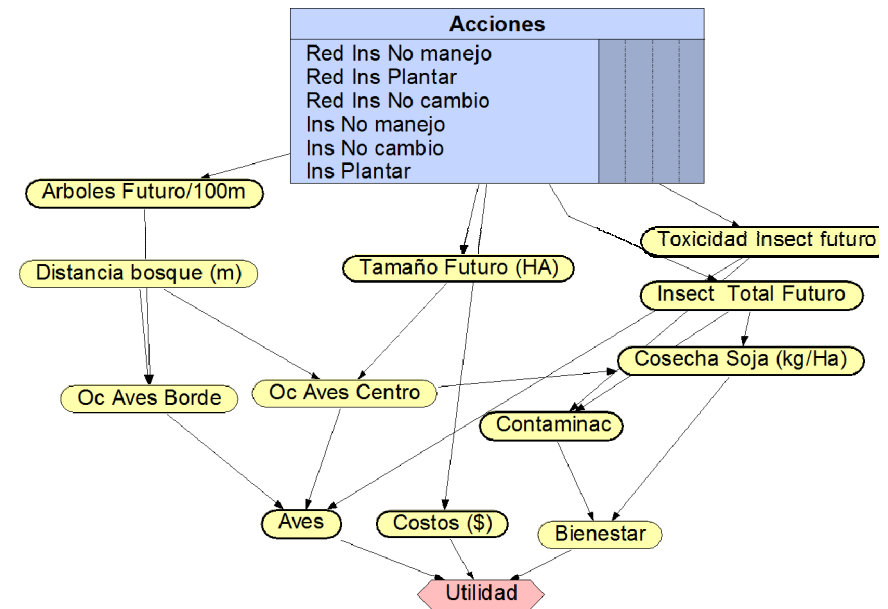 Acciones
Red Ins No manejo
Red Ins Plantar
Red Ins No cambio
Ins No manejo
Ins No cambio
Ins Plantar
Arboles Futuro/100m
Toxicidad Insect futuro
Distancia bosque (m)
Tamaño Futuro (HA)
Insect Total Futuro
Cosecha Soja (kg/Ha)
Oc Aves Borde
Oc Aves Centro
Contaminac
Aves
Costos ($)
Bienestar
Utilidad